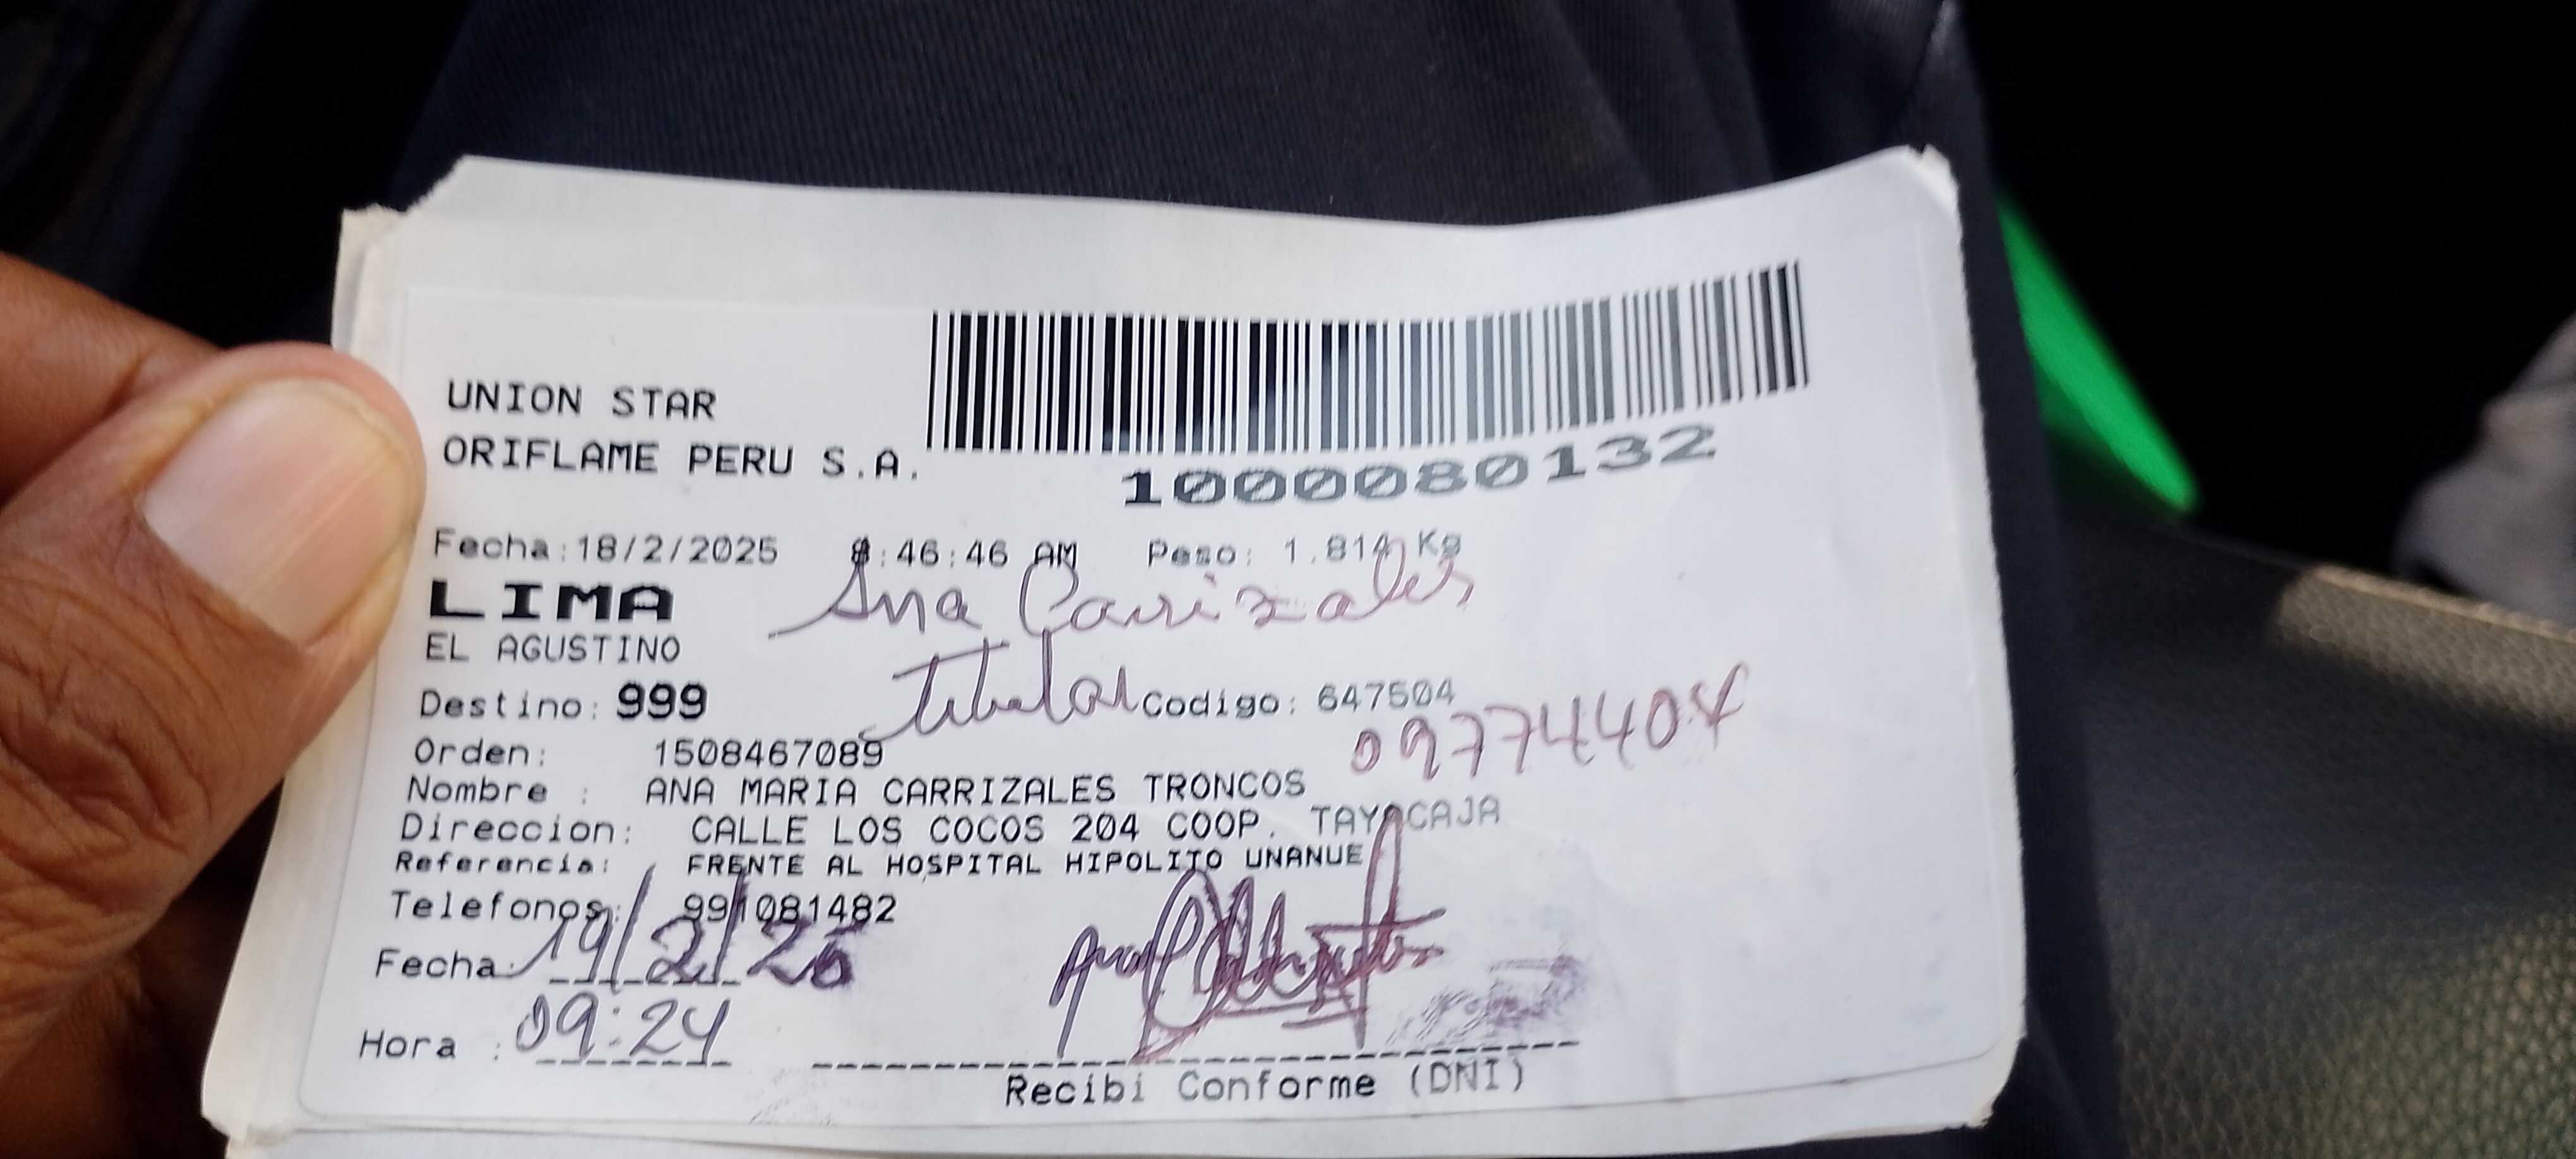 UNION STAR
ORIFLAME PERU S.A.
1000080132
Fecha:18/2/2025 8:46:46 AM Peso: 1.814 Kg
LIMA
Ana Carrizales
EL AGUSTINO
titular
Destino: 999 Codigo: 647504
Orden: 1508467089
Nombre : ANA MARIA CARRIZALES TRONCOS
Direccion: CALLE LOS COCOS 204 COOP. TAYACAJA
Referencia: FRENTE AL HOSPITAL HIPOLITO UNANUE
Telefonos: 991081482
Fecha: 19/2/25
Hora : 09:24
Recibi Conforme (DNI)